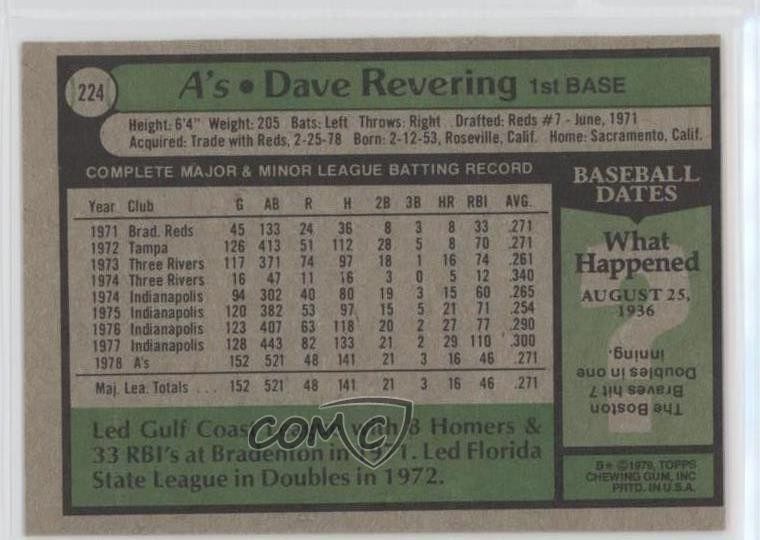 224
A's • Dave Revering 1st BASE
Height: 6'4" Weight: 205 Bats: Left Throws: Right Drafted: Reds #7 - June, 1971
Acquired: Trade with Reds, 2-25-78 Born: 2-12-53, Roseville, Calif. Home: Sacramento, Calif.
COMPLETE MAJOR & MINOR LEAGUE BATTING RECORD
Year Club G AB R H 2B 3B HR RBI AVG.
1971 Brad. Reds 45 133 24 36 8 3 8 33 .271
1972 Tampa 126 413 51 112 28 5 8 70 .271
1973 Three Rivers 117 371 74 97 18 1 16 74 .261
1974 Three Rivers 16 47 11 16 3 0 5 12 .340
1974 Indianapolis 94 302 40 80 19 3 15 60 .265
1975 Indianapolis 120 382 53 97 15 5 21 71 .254
1976 Indianapolis 123 407 63 118 20 2 27 77 .290
1977 Indianapolis 128 443 82 133 21 2 29 110 .300
1978 A's 152 521 48 141 21 3 16 46 .271
Maj. Lea. Totals . . . 152 521 48 141 21 3 16 46 .271
Led Gulf Coast League with 8 Homers &
33 RBI's at Bradenton in 1971. Led Florida
State League in Doubles in 1972.
BASEBALL
DATES
What
Happened
AUGUST 25,
1936
The Boston
Braves hit 7
Doubles in one
inning.
B* ©1979, TOPPS
CHEWING GUM, INC
PRTD. IN U.S.A.
COMC